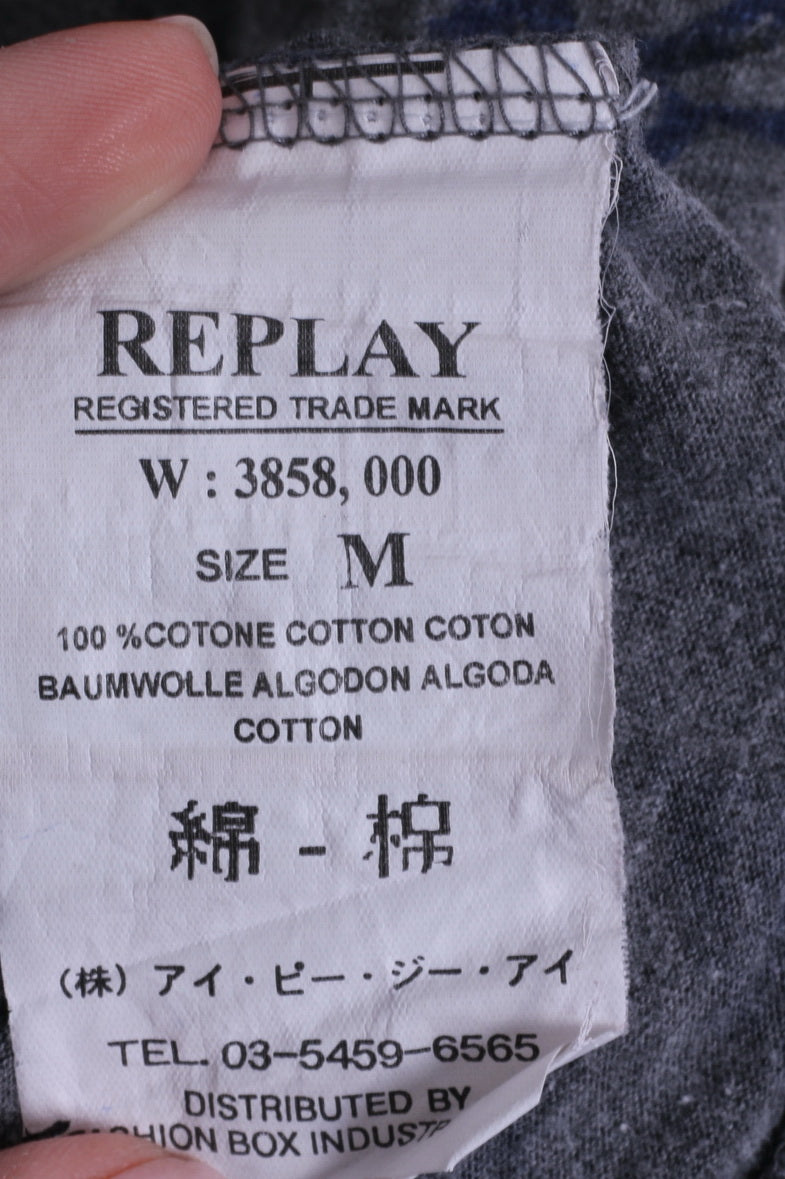 REPLAY
REGISTERED TRADE MARK
W : 3858, 000
SIZE M
100 %COTONE COTTON COTON
BAUMWOLLE ALGODON ALGODA
COTTON
綿 - 棉
（株）アイ・ピー・ジー・アイ
TEL. 03-5459-6565
DISTRIBUTED BY
BOX